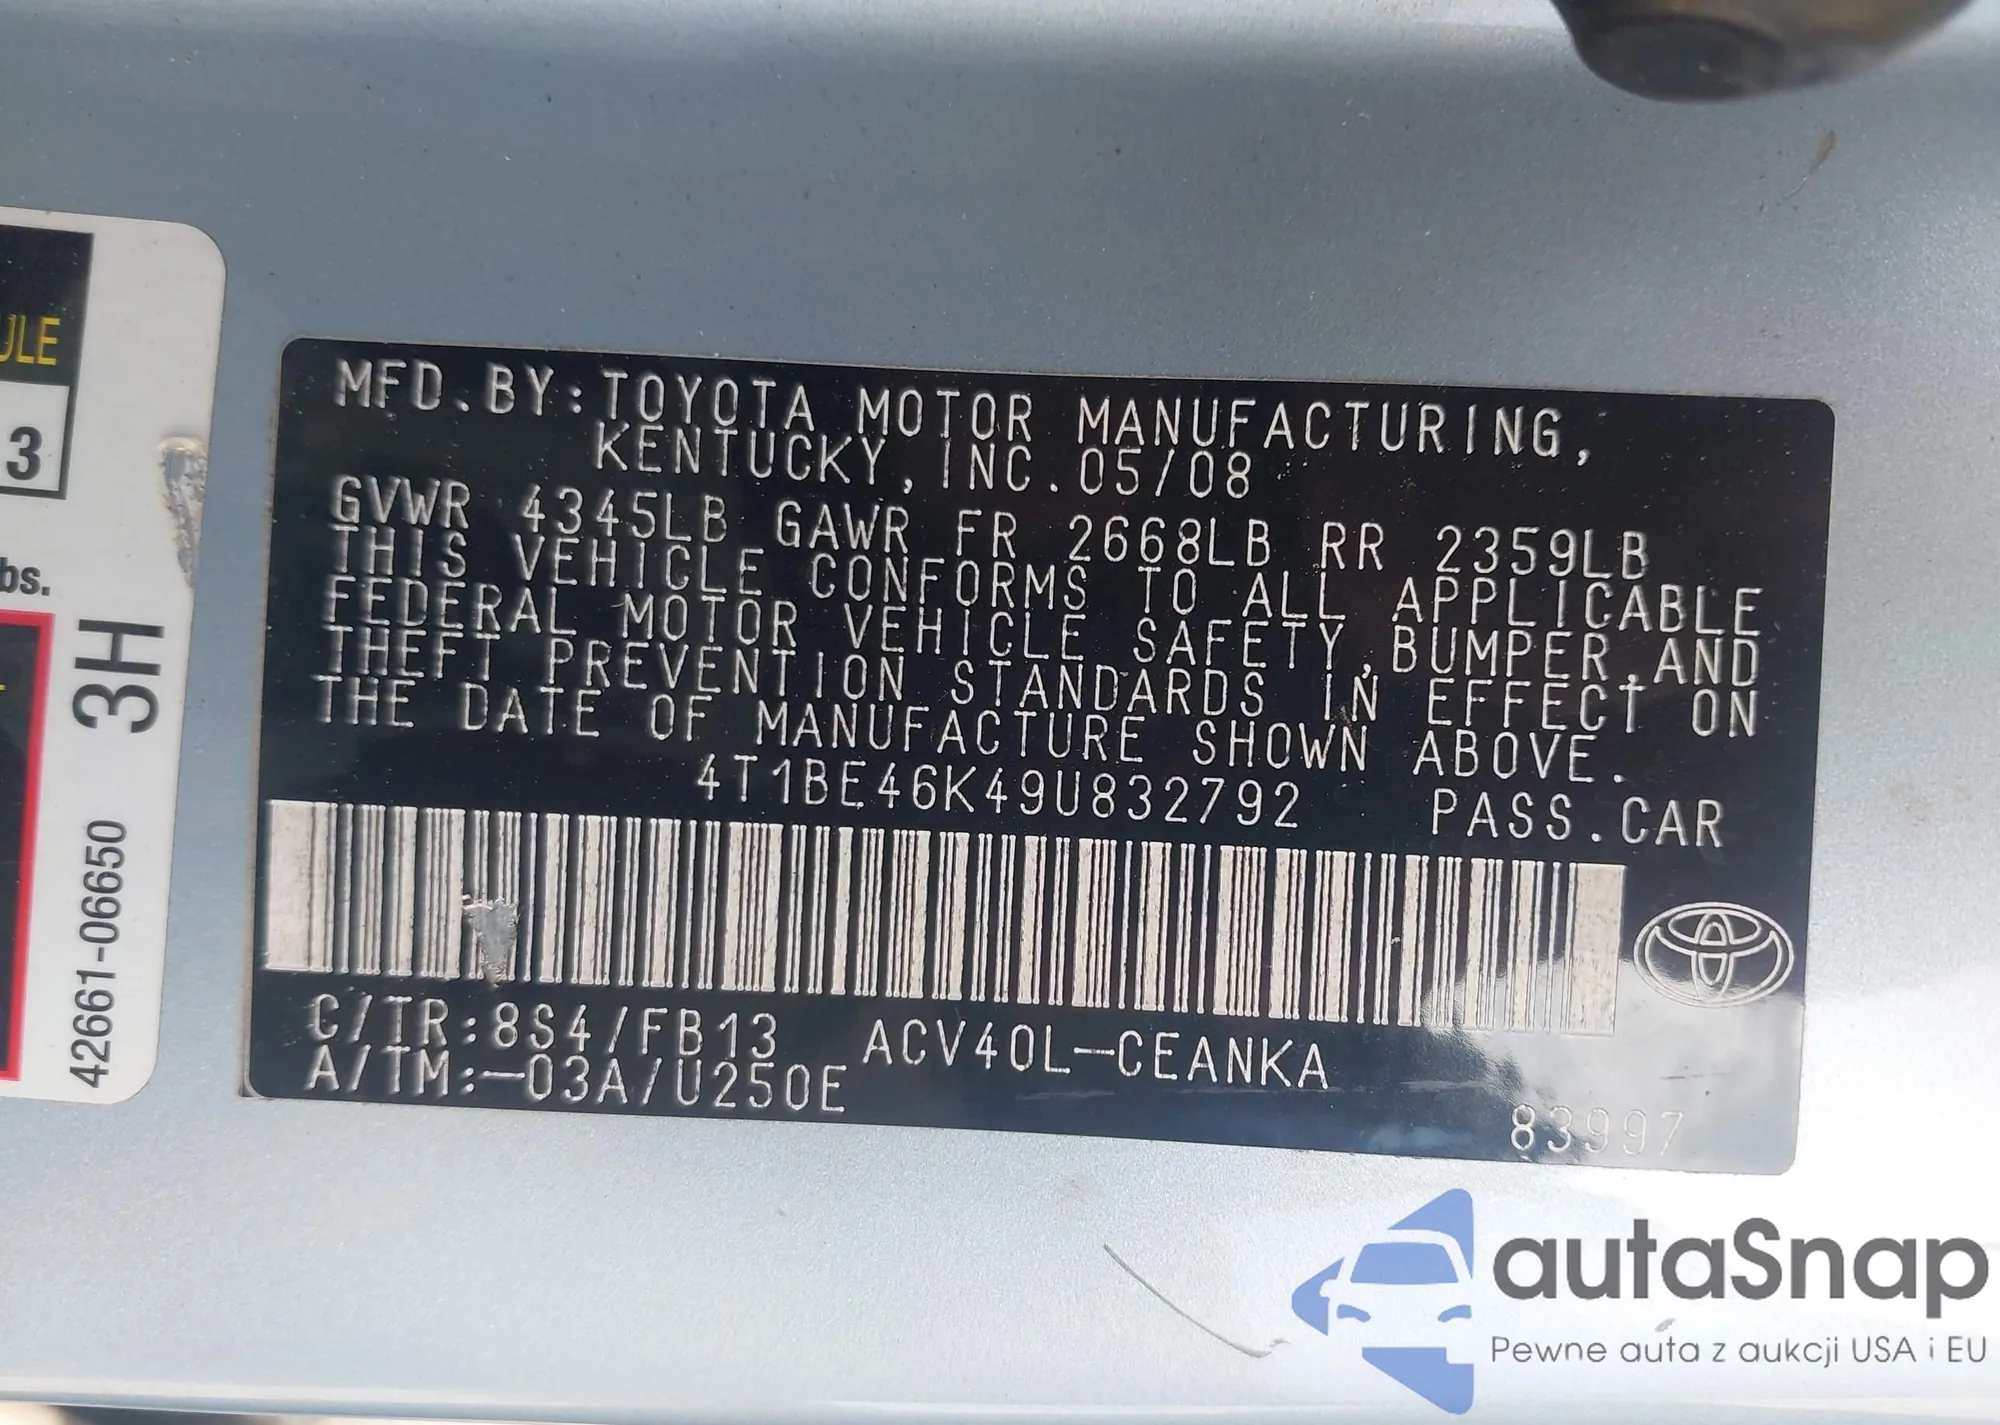 ULE
3
bs.
3H
42661-06650
MFD.BY:TOYOTA MOTOR MANUFACTURING,
KENTUCKY, INC.05/08
GVWR 4345LB GAWR FR 2668LB RR 2359LB
THIS VEHICLE CONFORMS TO ALL APPLICABLE
FEDERAL MOTOR VEHICLE SAFETY,BUMPER,AND
THEFT PREVENTION STANDARDS IN EFFECT ON
THE DATE OF MANUFACTURE SHOWN ABOVE.
4T1BE46K49U832792 PASS.CAR
C/TR:8S4/FB13 ACV40L-CEANKA
A/TM:-03A/U250E
83997
autaSnap
Pewne auta z aukcji USA i EU